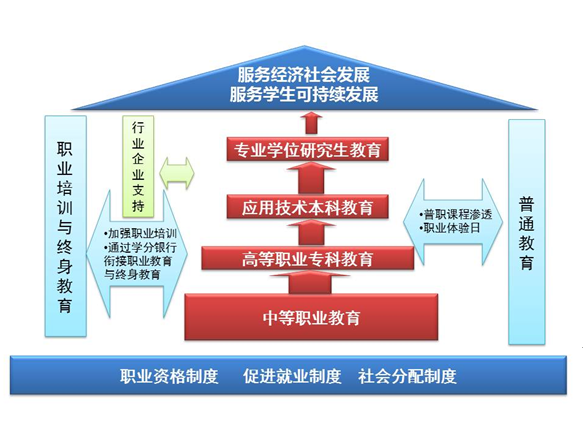 服务经济社会发展
服务学生可持续发展
职业培训与终身教育
行业企业支持
•加强职业培训
•通过学分银行
衔接职业教育
与终身教育
专业学位研究生教育
应用技术本科教育
高等职业专科教育
中等职业教育
•普职课程渗透
•职业体验日
普通教育
职业资格制度 促进就业制度 社会分配制度